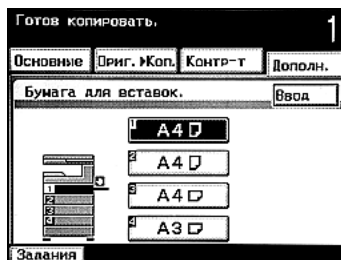 Готов копировать.
1
Основные Ориг.▸Коп. Контр-т Дополн.
Бумага для вставок.
Ввод
1 A4
2 A4
3 A4
4 A3
1
2
3
4
Задания